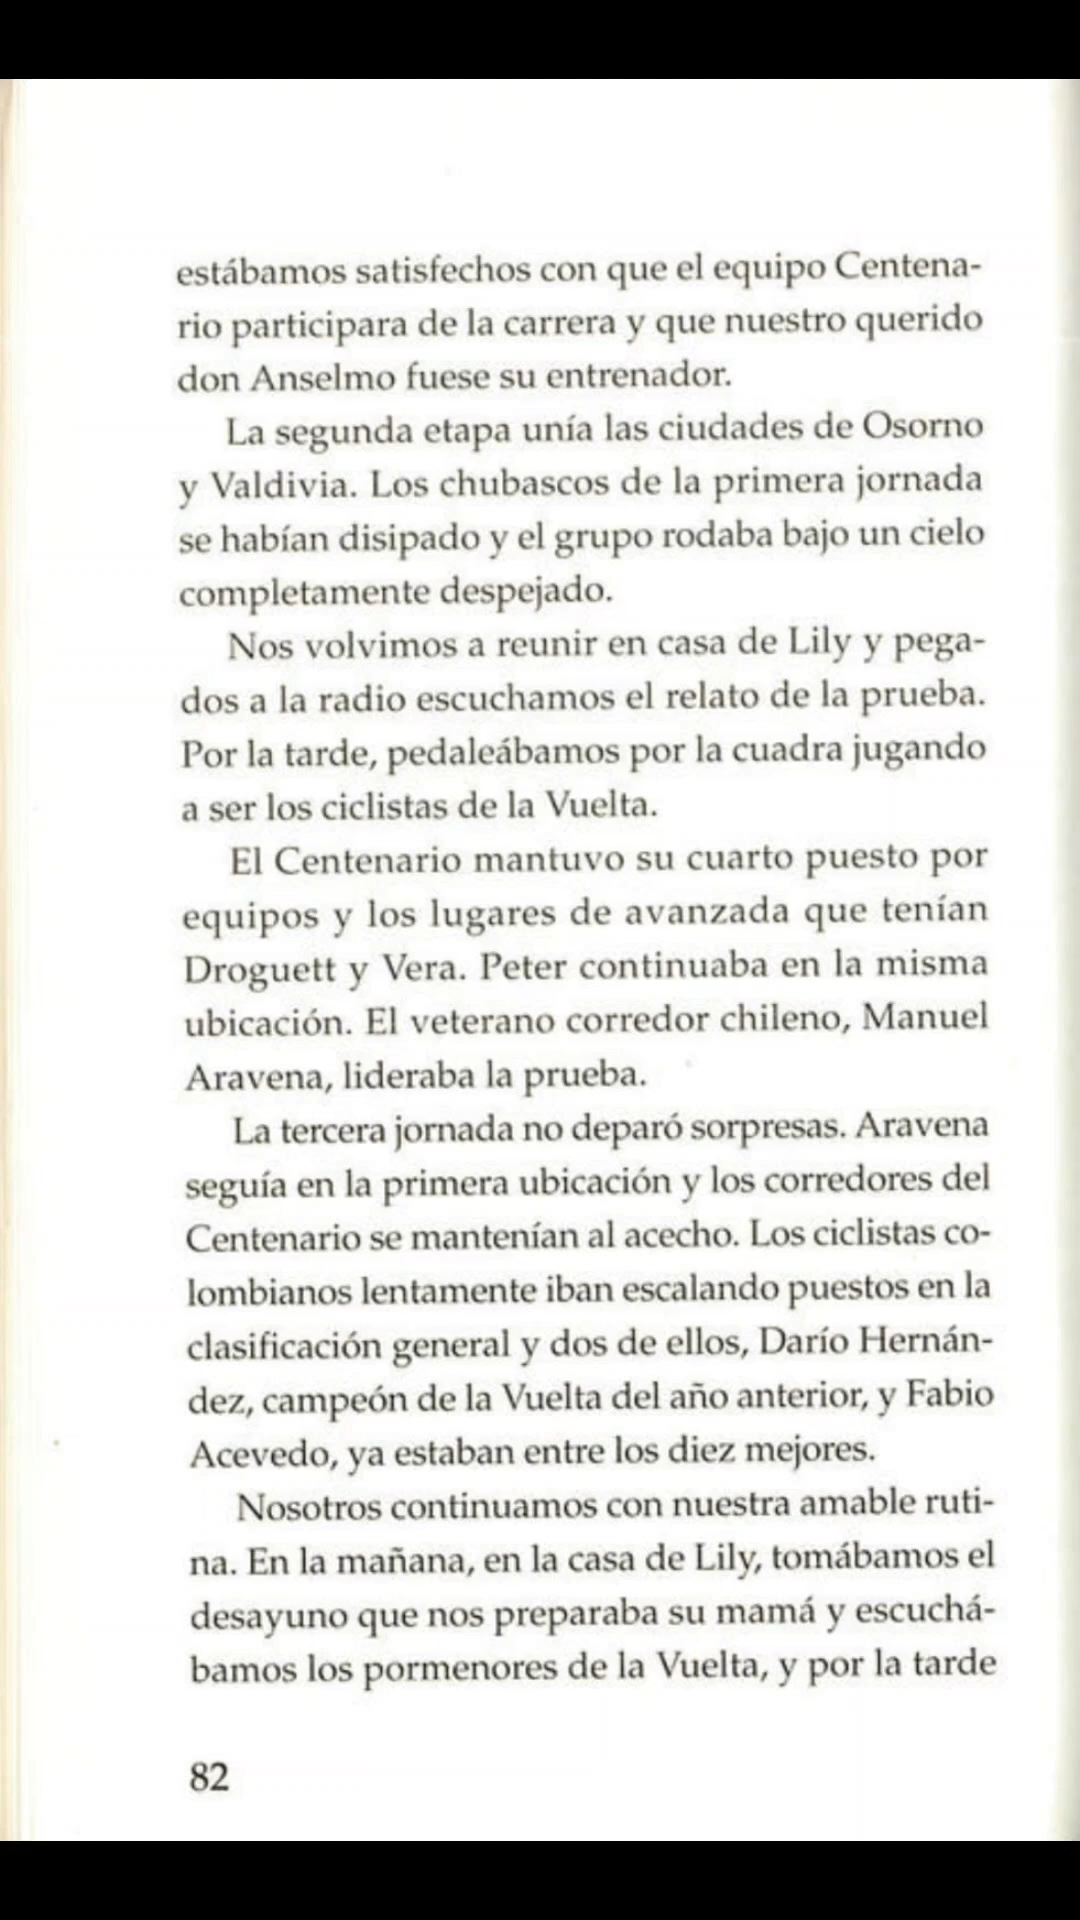 estábamos satisfechos con que el equipo Centena-
rio participara de la carrera y que nuestro querido
don Anselmo fuese su entrenador.
La segunda etapa unía las ciudades de Osorno
y Valdivia. Los chubascos de la primera jornada
se habían disipado y el grupo rodaba bajo un cielo
completamente despejado.
Nos volvimos a reunir en casa de Lily y pega-
dos a la radio escuchamos el relato de la prueba.
Por la tarde, pedaleábamos por la cuadra jugando
a ser los ciclistas de la Vuelta.
El Centenario mantuvo su cuarto puesto por
equipos y los lugares de avanzada que tenían
Droguett y Vera. Peter continuaba en la misma
ubicación. El veterano corredor chileno, Manuel
Aravena, lideraba la prueba.
La tercera jornada no deparó sorpresas. Aravena
seguía en la primera ubicación y los corredores del
Centenario se mantenían al acecho. Los ciclistas co-
lombianos lentamente iban escalando puestos en la
clasificación general y dos de ellos, Darío Hernán-
dez, campeón de la Vuelta del año anterior, y Fabio
Acevedo, ya estaban entre los diez mejores.
Nosotros continuamos con nuestra amable ruti-
na. En la mañana, en la casa de Lily, tomábamos el
desayuno que nos preparaba su mamá y escuchá-
bamos los pormenores de la Vuelta, y por la tarde
82